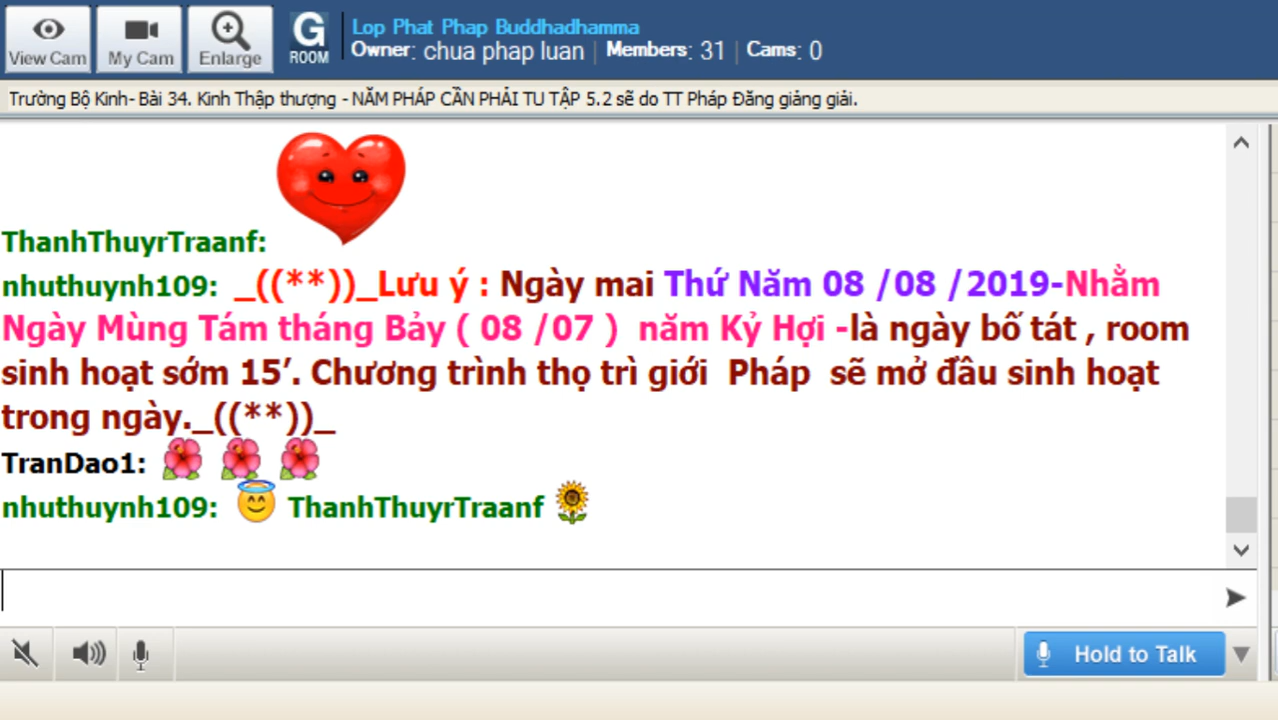 View Cam
My Cam
Enlarge
G
ROOM
Lop Phat Phap Buddhadhamma
Owner: chua phap luan | Members: 31 | Cams: 0
Trường Bộ Kinh- Bài 34. Kinh Thập thượng - NĂM PHÁP CẦN PHẢI TU TẬP 5.2 sẽ do TT Pháp Đăng giảng giải.
ThanhThuyrTraanf:
nhuthuynh109: _((**))_Lưu ý : Ngày mai Thứ Năm 08 /08 /2019-Nhằm
Ngày Mùng Tám tháng Bảy ( 08 /07 ) năm Kỷ Hợi -là ngày bố tát , room
sinh hoạt sớm 15’. Chương trình thọ trì giới Pháp sẽ mở đầu sinh hoạt
trong ngày._((**))_
TranDao1:
nhuthuynh109: ThanhThuyrTraanf
Hold to Talk